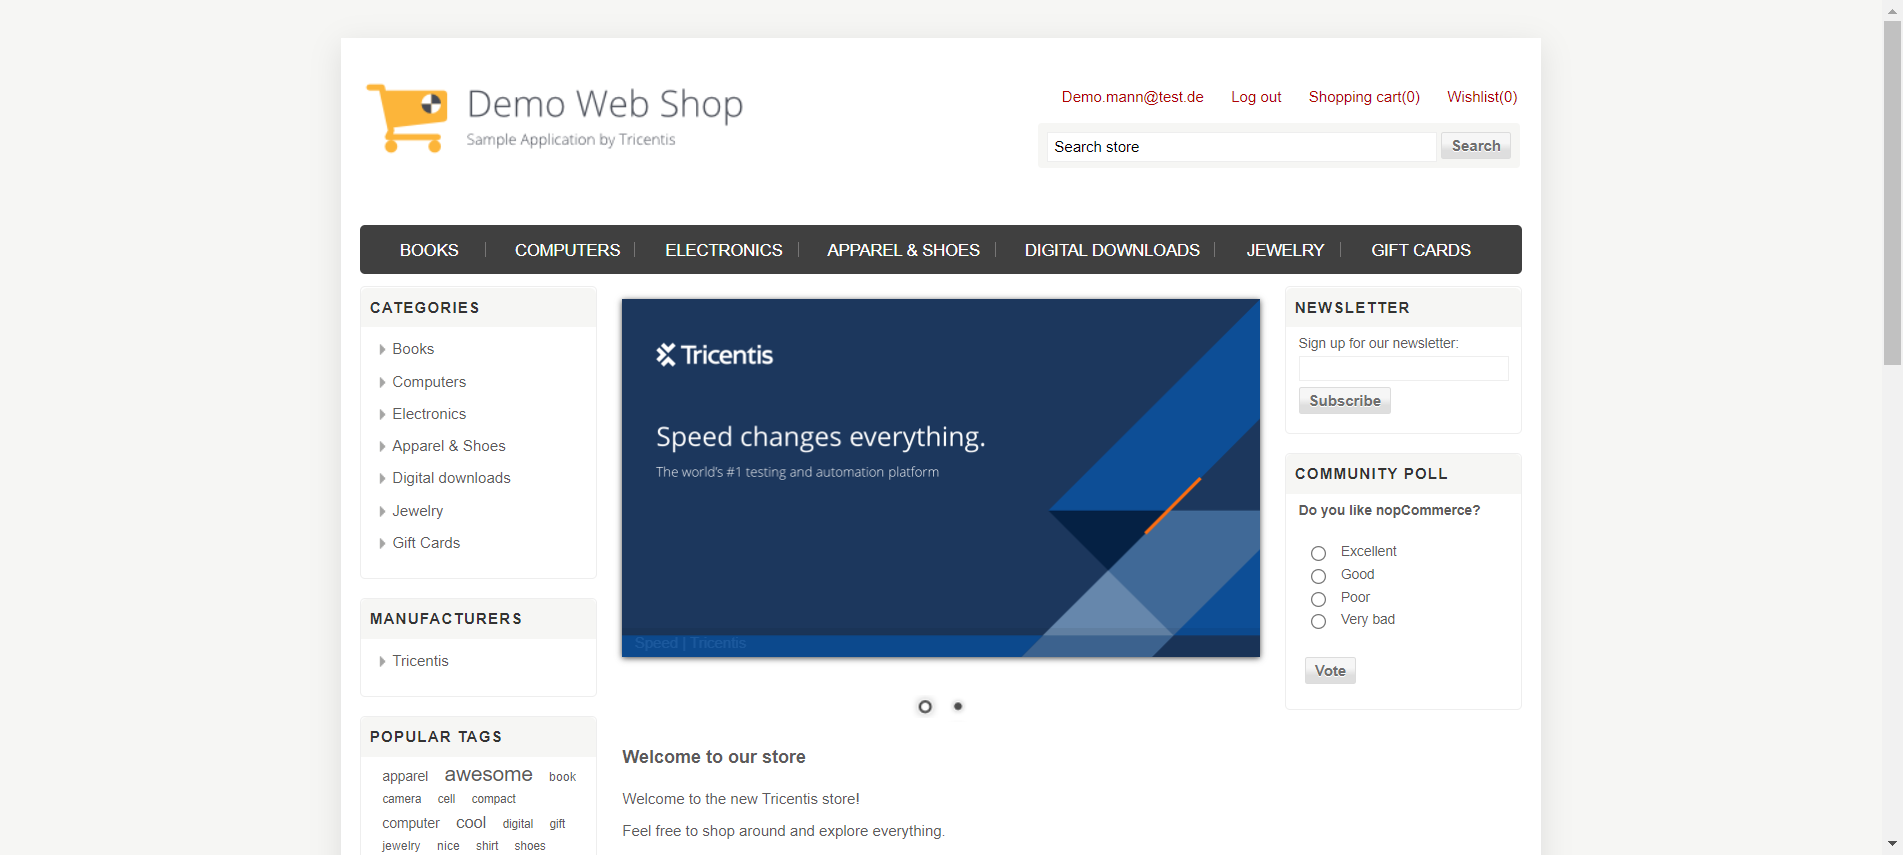 Demo Web Shop
Sample Application by Tricentis
Demo.mann@test.de Log out Shopping cart(0) Wishlist(0)
Search store Search
BOOKS COMPUTERS ELECTRONICS APPAREL & SHOES DIGITAL DOWNLOADS JEWELRY GIFT CARDS
CATEGORIES
Books
Computers
Electronics
Apparel & Shoes
Digital downloads
Jewelry
Gift Cards
MANUFACTURERS
Tricentis
POPULAR TAGS
apparel awesome book
camera cell compact
computer cool digital gift
jewelry nice shirt shoes
Tricentis
Speed changes everything.
The world's #1 testing and automation platform
Speed | Tricentis
Welcome to our store
Welcome to the new Tricentis store!
Feel free to shop around and explore everything.
NEWSLETTER
Sign up for our newsletter:
Subscribe
COMMUNITY POLL
Do you like nopCommerce?
Excellent
Good
Poor
Very bad
Vote